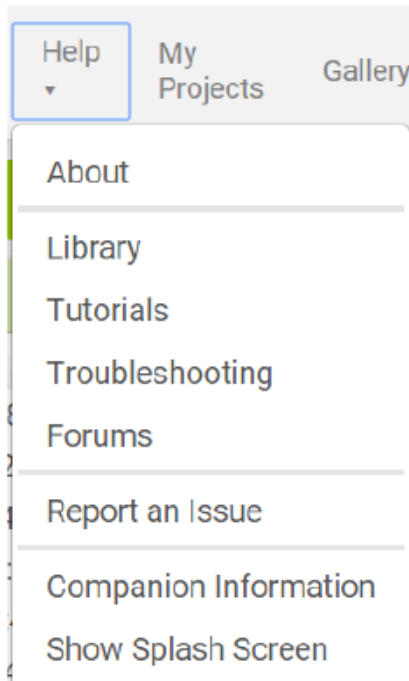 Help
My
Projects
Gallery
About
Library
Tutorials
Troubleshooting
Forums
Report an Issue
Companion Information
Show Splash Screen